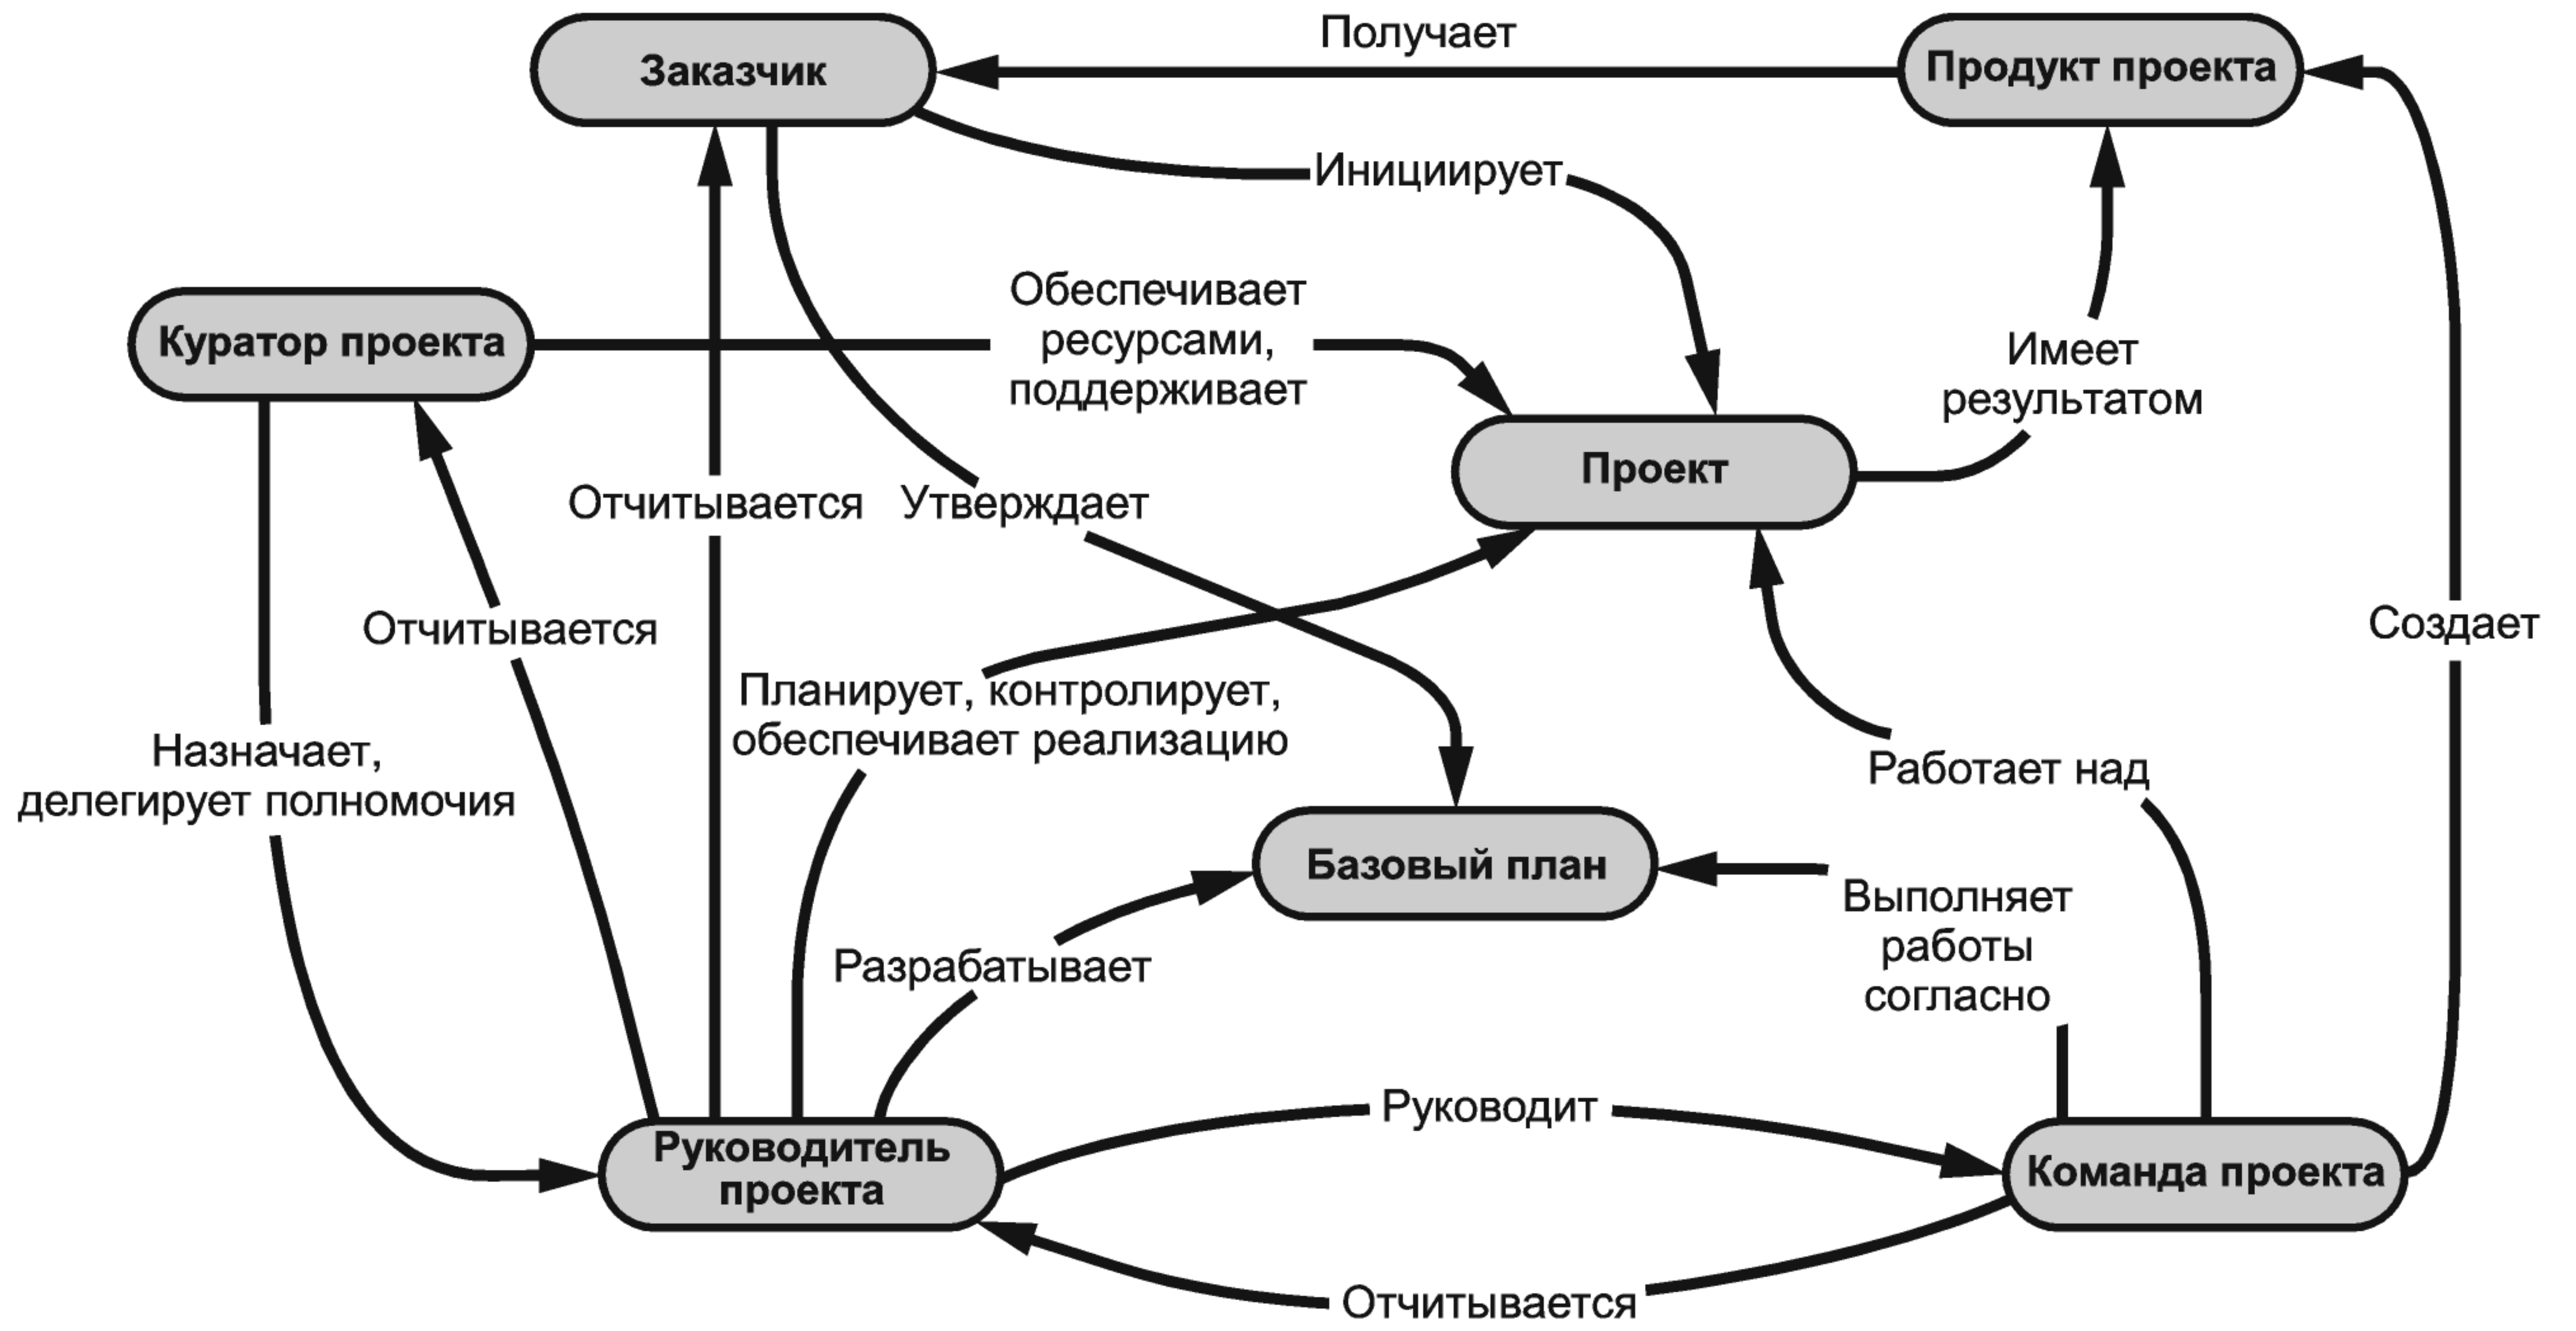 Получает
Заказчик
Продукт проекта
Инициирует
Обеспечивает
ресурсами,
поддерживает
Куратор проекта
Имеет
результатом
Проект
Отчитывается
Утверждает
Отчитывается
Создает
Планирует, контролирует,
обеспечивает реализацию
Назначает,
делегирует полномочия
Работает над
Базовый план
Выполняет
работы
согласно
Разрабатывает
Руководит
Руководитель
проекта
Команда проекта
Отчитывается